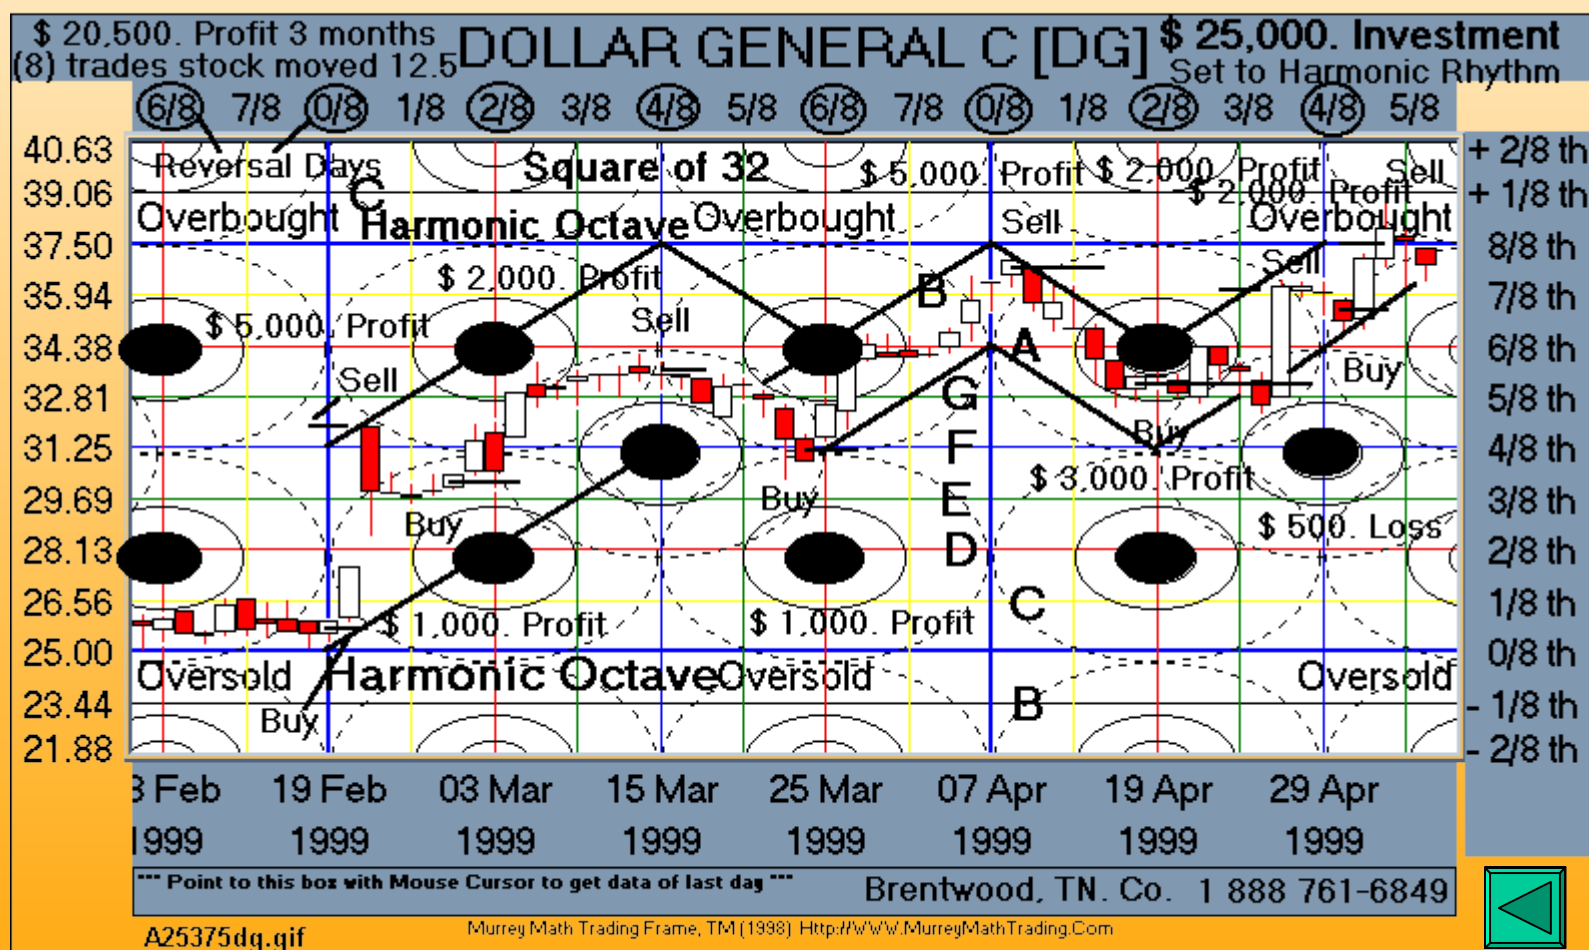 $ 20,500. Profit 3 months
(8) trades stock moved 12.5
DOLLAR GENERAL C [DG]
$ 25,000. Investment
Set to Harmonic Rhythm
6/8 7/8 0/8 1/8 2/8 3/8 4/8 5/8 6/8 7/8 0/8 1/8 2/8 3/8 4/8 5/8
40.63
Reversal Days
Square of 32
$ 5,000. Profit
$ 2,000. Profit
Sell
+ 2/8 th
39.06
C
$ 2,000. Profit
+ 1/8 th
Overbought
Harmonic Octave
Overbought
Sell
Overbought
37.50
8/8 th
$ 2,000. Profit
Sell
35.94
B
7/8 th
$ 5,000. Profit
Sell
34.38
A
6/8 th
Sell
Buy
32.81
G
5/8 th
31.25
F
Buy
4/8 th
$ 3,000. Profit
29.69
Buy
E
3/8 th
Buy
$ 500. Loss
28.13
D
2/8 th
26.56
C
1/8 th
$ 1,000. Profit
$ 1,000. Profit
25.00
0/8 th
Oversold
Harmonic Octave
Oversold
Oversold
23.44
B
- 1/8 th
Buy
21.88
- 2/8 th
3 Feb 19 Feb 03 Mar 15 Mar 25 Mar 07 Apr 19 Apr 29 Apr
1999 1999 1999 1999 1999 1999 1999 1999
*** Point to this box with Mouse Cursor to get data of last day ***
Brentwood, TN. Co. 1 888 761-6849
A25375dg.gif
Murrey Math Trading Frame, TM (1998) Http://WWW.MurreyMathTrading.Com